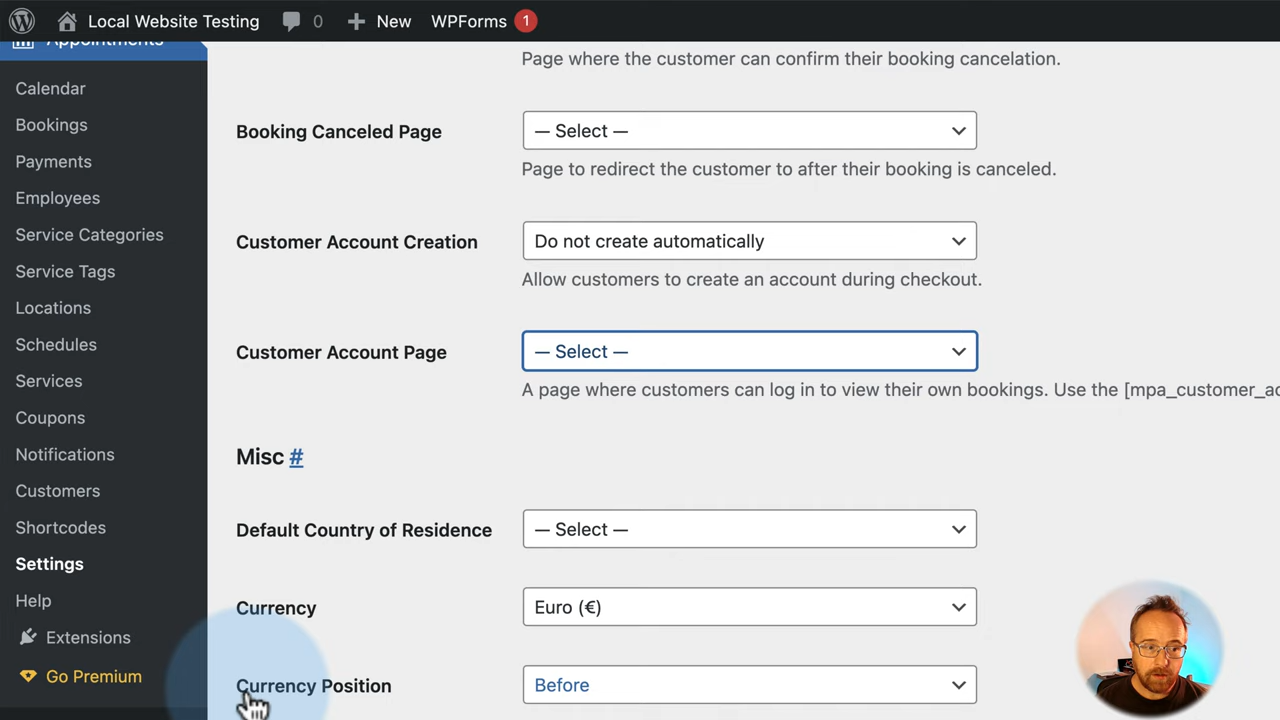 Local Website Testing 0 New WPForms 1
Appointments
Calendar
Bookings
Payments
Employees
Service Categories
Service Tags
Locations
Schedules
Services
Coupons
Notifications
Customers
Shortcodes
Settings
Help
Extensions
Go Premium
Page where the customer can confirm their booking cancelation.
Booking Canceled Page
— Select —
Page to redirect the customer to after their booking is canceled.
Customer Account Creation
Do not create automatically
Allow customers to create an account during checkout.
Customer Account Page
— Select —
A page where customers can log in to view their own bookings. Use the [mpa_customer_ac
Misc #
Default Country of Residence
— Select —
Currency
Euro (€)
Currency Position
Before